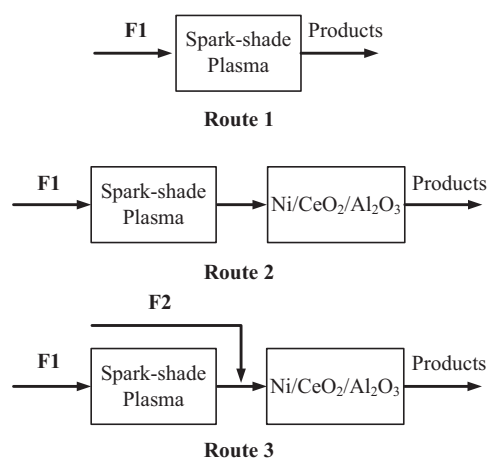 F1
Spark-shade
Plasma
Products
Route 1
F1
Spark-shade
Plasma
Ni/CeO₂/Al₂O₃
Products
Route 2
F2
F1
Spark-shade
Plasma
Ni/CeO₂/Al₂O₃
Products
Route 3